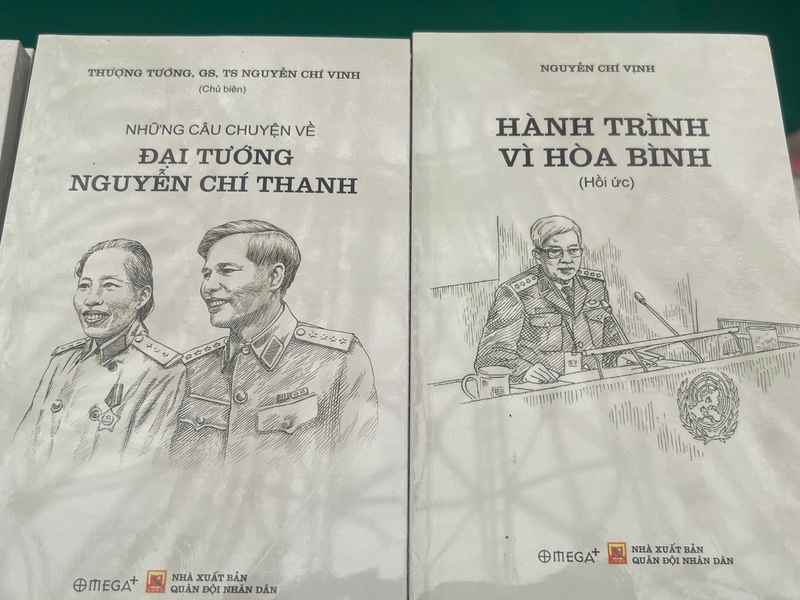 THƯỢNG TƯỚNG, GS, TS NGUYỄN CHÍ VỊNH
(Chủ biên)
NHỮNG CÂU CHUYỆN VỀ
ĐẠI TƯỚNG
NGUYỄN CHÍ THANH
OMEGA+
NHÀ XUẤT BẢN
QUÂN ĐỘI NHÂN DÂN
NGUYỄN CHÍ VỊNH
HÀNH TRÌNH
VÌ HÒA BÌNH
(Hồi ức)
OMEGA+
NHÀ XUẤT BẢN
QUÂN ĐỘI NHÂN DÂN